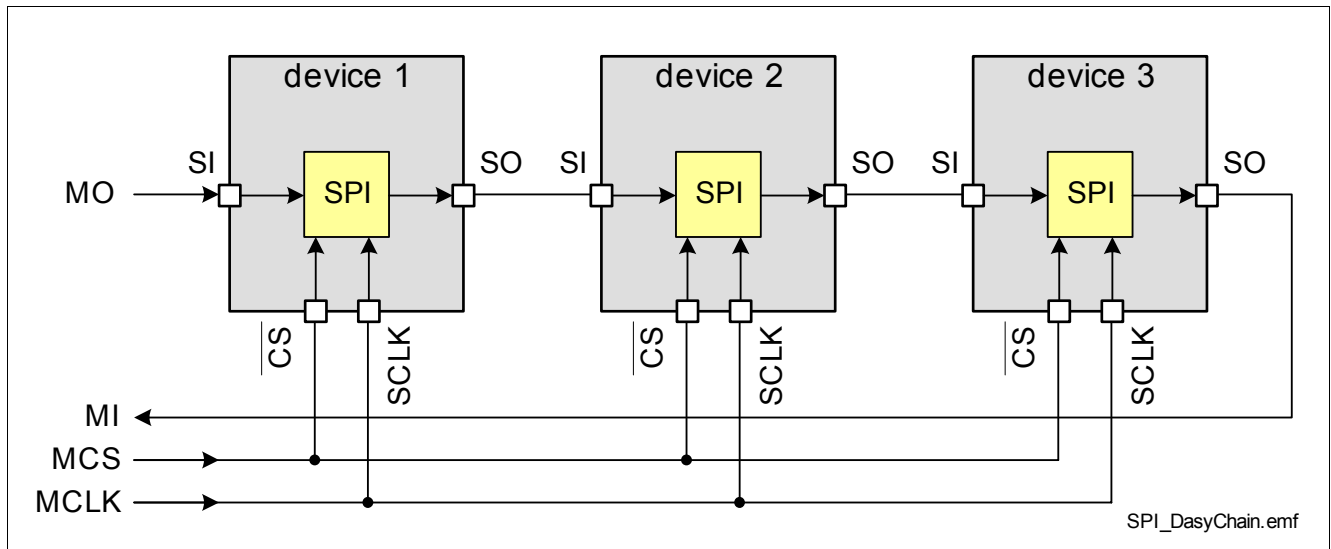 device 1
device 2
device 3
SI
SO
SI
SO
SI
SO
MO
SPI
SPI
SPI
CS
SCLK
CS
SCLK
CS
SCLK
MI
MCS
MCLK
SPI_DasyChain.emf